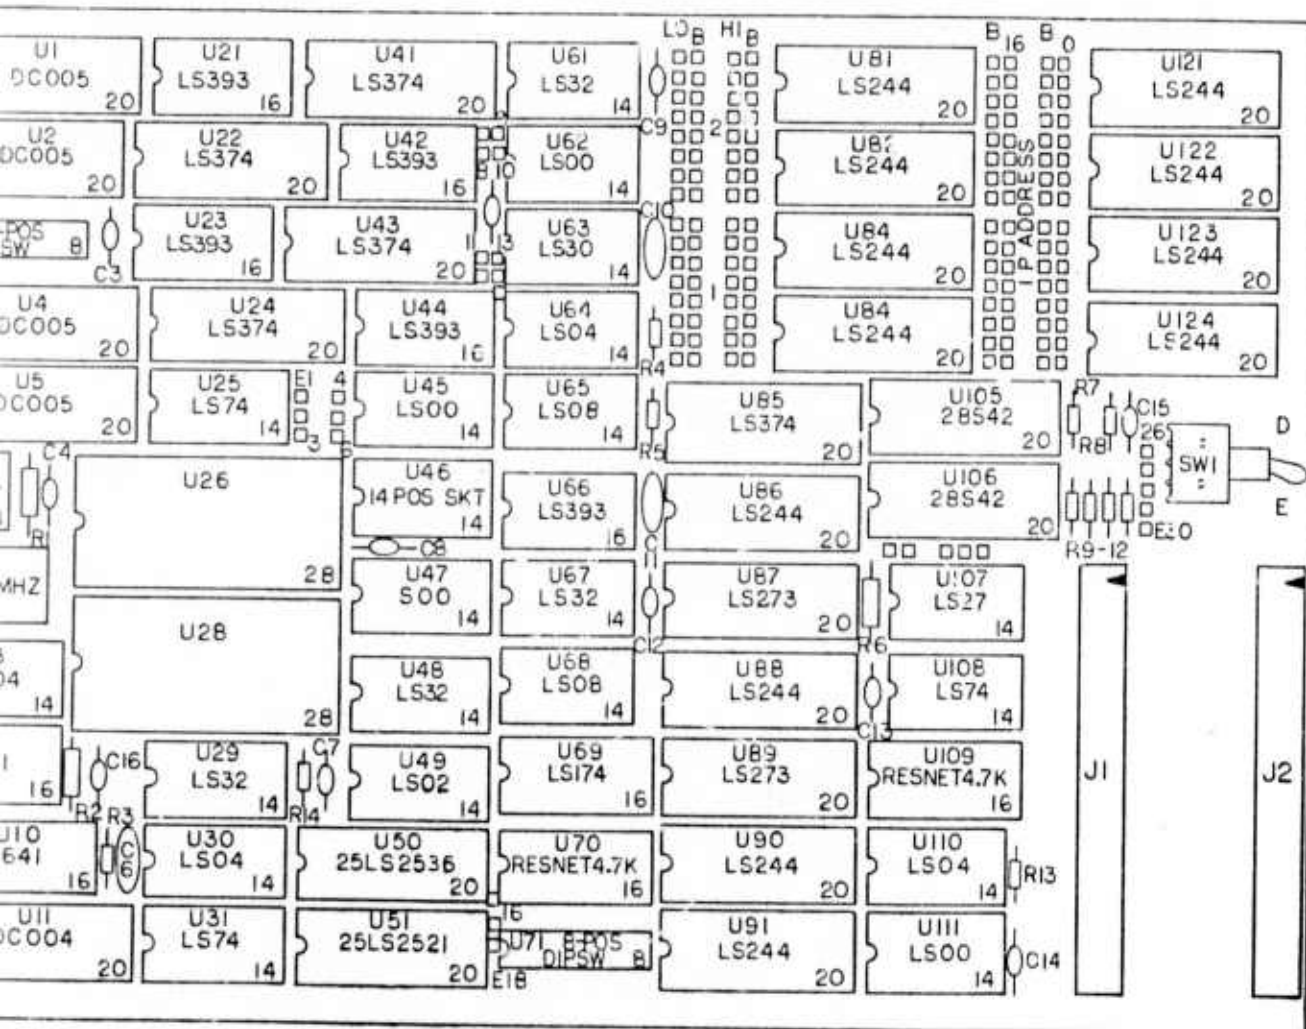 U1
DC005
20
U21
LS393
16
U41
LS374
20
U61
LS32
14
C9
LO B
HI B
2
1
U81
LS244
20
B 16
B 0
IP ADDRESS
U121
LS244
20
U2
DC005
20
U22
LS374
20
U42
LS393
16
8 10
U62
LS00
14
C10
U82
LS244
20
U122
LS244
20
-POS
SW 8
C3
U23
LS393
16
U43
LS374
20
11 13
U63
LS30
14
U84
LS244
20
U123
LS244
20
U4
DC005
20
U24
LS374
20
U44
LS393
16
U64
LS04
14
R4
U84
LS244
20
U124
LS244
20
U5
DC005
20
U25
LS74
14
E1 4
3 6
U45
LS00
14
U65
LS08
14
R5
U85
LS374
20
U105
28S42
20
R7
R8
C15
26
SW1
D
E
C4
R1
U26
28
U46
14 POS SKT
14
C8
U66
LS393
16
C11
U86
LS244
20
U106
28S42
20
R9-12
E30
MHZ
U28
28
U47
S00
14
U67
LS32
14
C12
U87
LS273
20
R6
U107
LS27
14
04
14
U48
LS32
14
U68
LS08
14
U88
LS244
20
C13
U108
LS74
14
J1
J2
1
16
R2
C16
U29
LS32
14
R14
C7
U49
LS02
14
U69
LS174
16
U89
LS273
20
U109
RESNET4.7K
16
U10
641
16
R3
C6
U30
LS04
14
U50
25LS2536
20
U70
RESNET4.7K
16
U90
LS244
20
U110
LS04
14
R13
U11
DC004
20
U31
LS74
14
U51
25LS2521
20
16
E18
U71 8-POS
DIPSW 8
U91
LS244
20
U111
LS00
14
C14